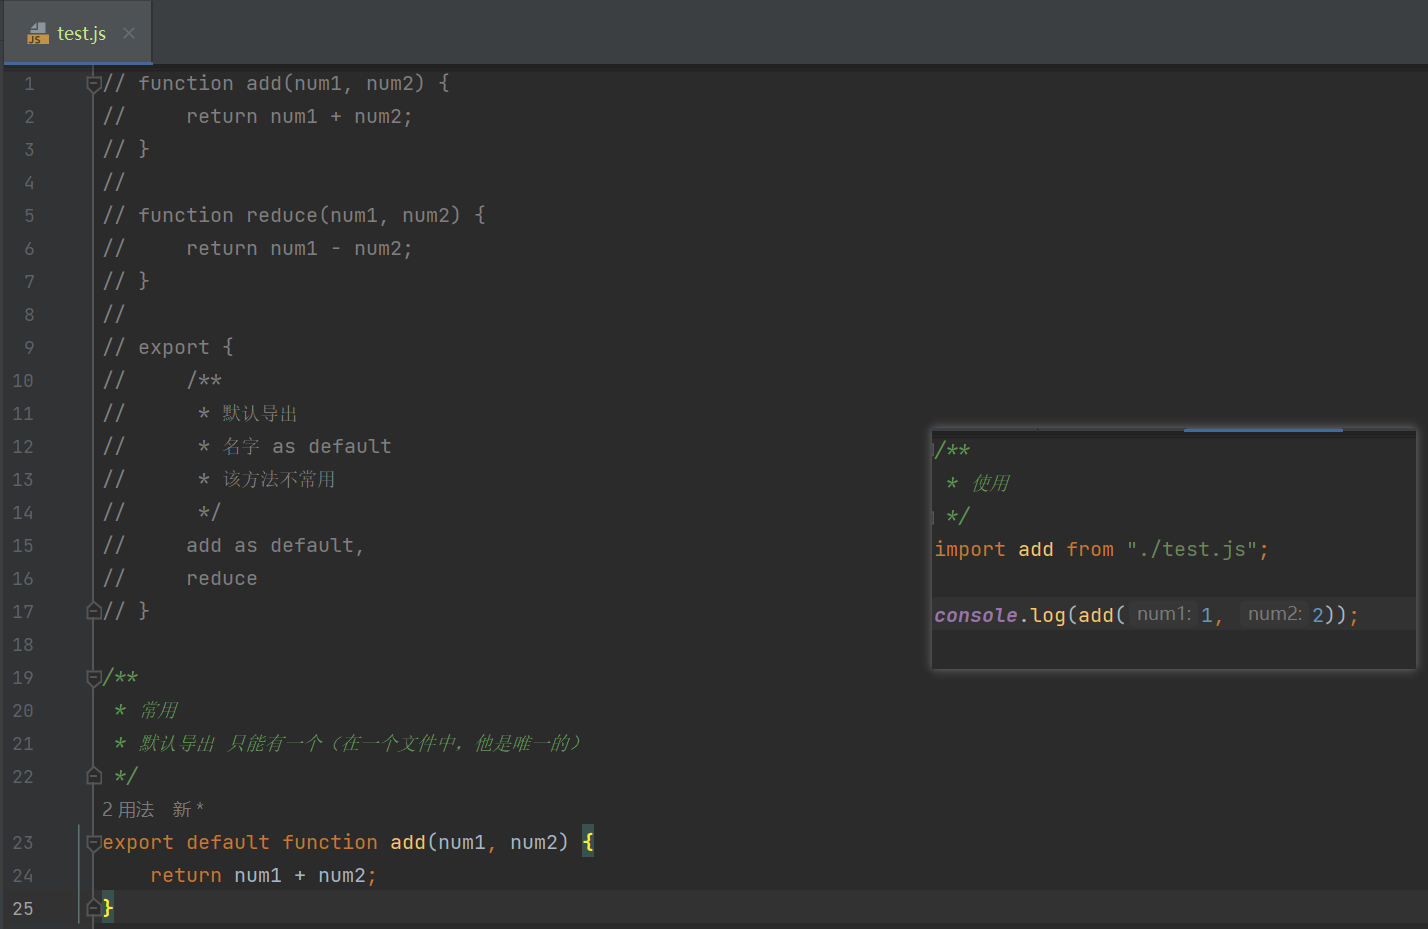 test.js
1 // function add(num1, num2) {
2 //     return num1 + num2;
3 // }
4 //
5 // function reduce(num1, num2) {
6 //     return num1 - num2;
7 // }
8 //
9 // export {
10 //     /**
11 //      * 默认导出
12 //      * 名字 as default
13 //      * 该方法不常用
14 //      */
15 //     add as default,
16 //     reduce
17 // }
18
19 /**
20  * 常用
21  * 默认导出 只能有一个（在一个文件中，他是唯一的）
22  */
2 用法 新 *
23 export default function add(num1, num2) {
24     return num1 + num2;
25 }
/**
 * 使用
 */
import add from "./test.js";
console.log(add( num1: 1, num2: 2));